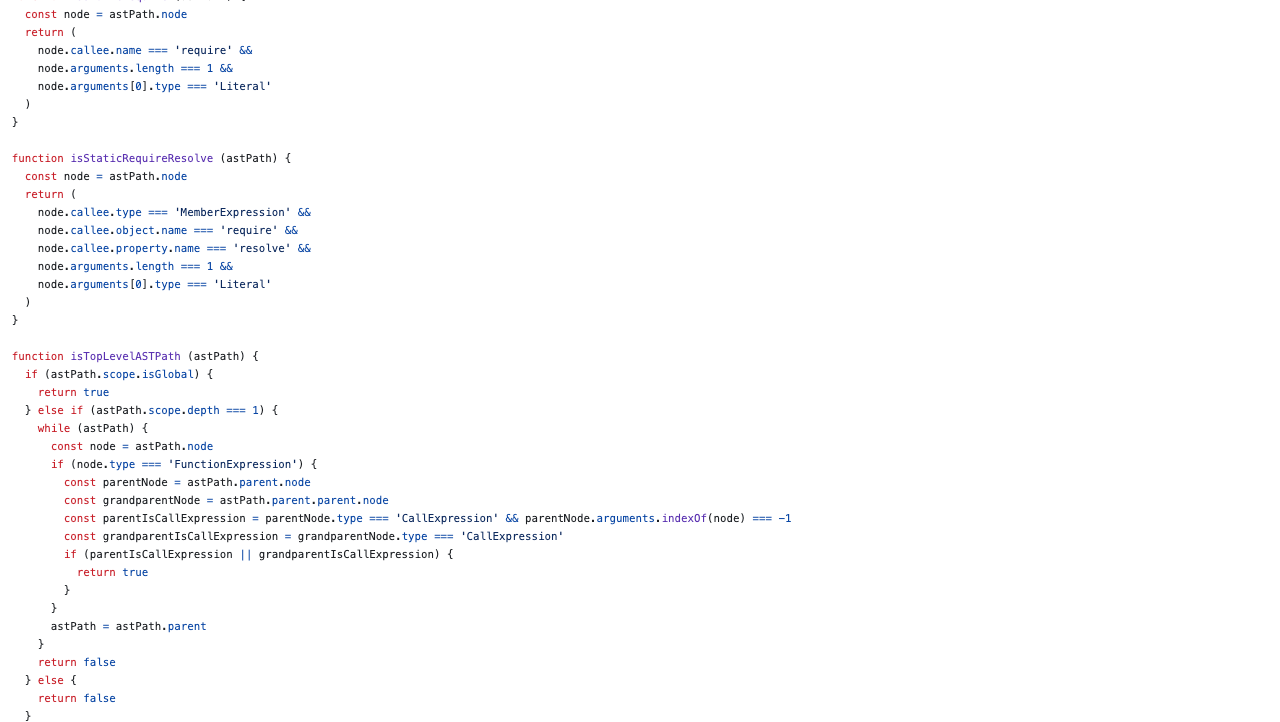 const node = astPath.node
return (
node.callee.name === 'require' &&
node.arguments.length === 1 &&
node.arguments[0].type === 'Literal'
)
}
function isStaticRequireResolve (astPath) {
const node = astPath.node
return (
node.callee.type === 'MemberExpression' &&
node.callee.object.name === 'require' &&
node.callee.property.name === 'resolve' &&
node.arguments.length === 1 &&
node.arguments[0].type === 'Literal'
)
}
function isTopLevelASTPath (astPath) {
if (astPath.scope.isGlobal) {
return true
} else if (astPath.scope.depth === 1) {
while (astPath) {
const node = astPath.node
if (node.type === 'FunctionExpression') {
const parentNode = astPath.parent.node
const grandparentNode = astPath.parent.parent.node
const parentIsCallExpression = parentNode.type === 'CallExpression' && parentNode.arguments.indexOf(node) === -1
const grandparentIsCallExpression = grandparentNode.type === 'CallExpression'
if (parentIsCallExpression || grandparentIsCallExpression) {
return true
}
}
astPath = astPath.parent
}
return false
} else {
return false
}